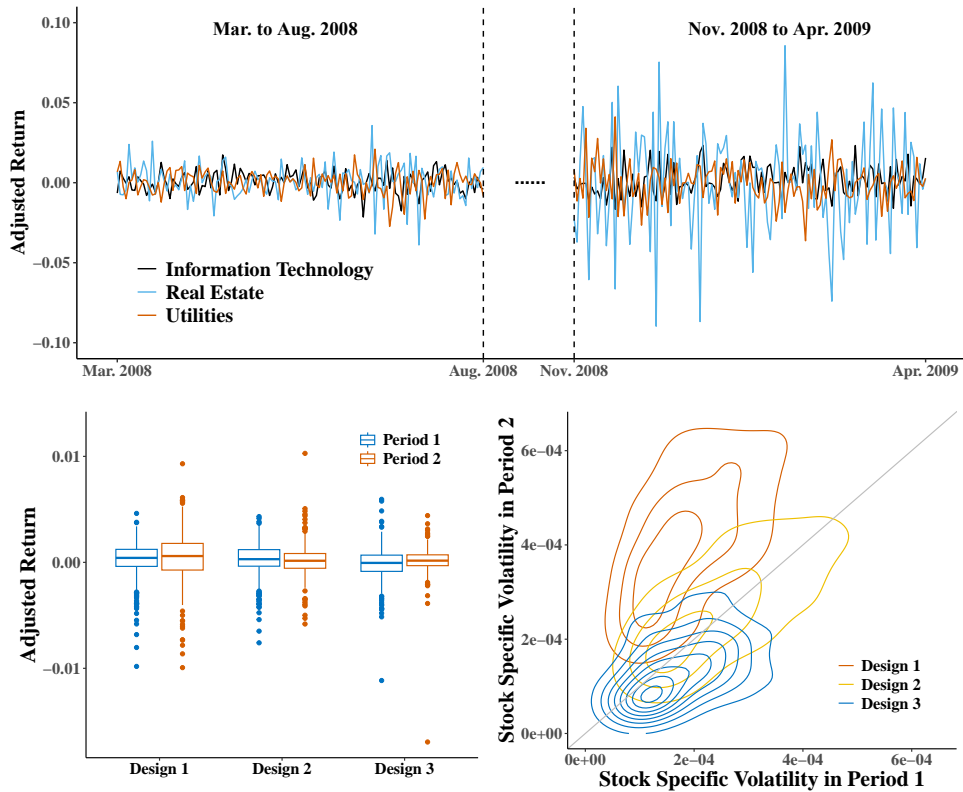 0.10
Mar. to Aug. 2008
Nov. 2008 to Apr. 2009
0.05
0.00
−0.05
−0.10
Adjusted Return
Information Technology
Real Estate
Utilities
Mar. 2008
Aug. 2008
Nov. 2008
Apr. 2009
0.01
0.00
−0.01
Adjusted Return
Period 1
Period 2
Design 1
Design 2
Design 3
Stock Specific Volatility in Period 2
6e−04
4e−04
2e−04
0e+00
Design 1
Design 2
Design 3
0e+00
2e−04
4e−04
6e−04
Stock Specific Volatility in Period 1